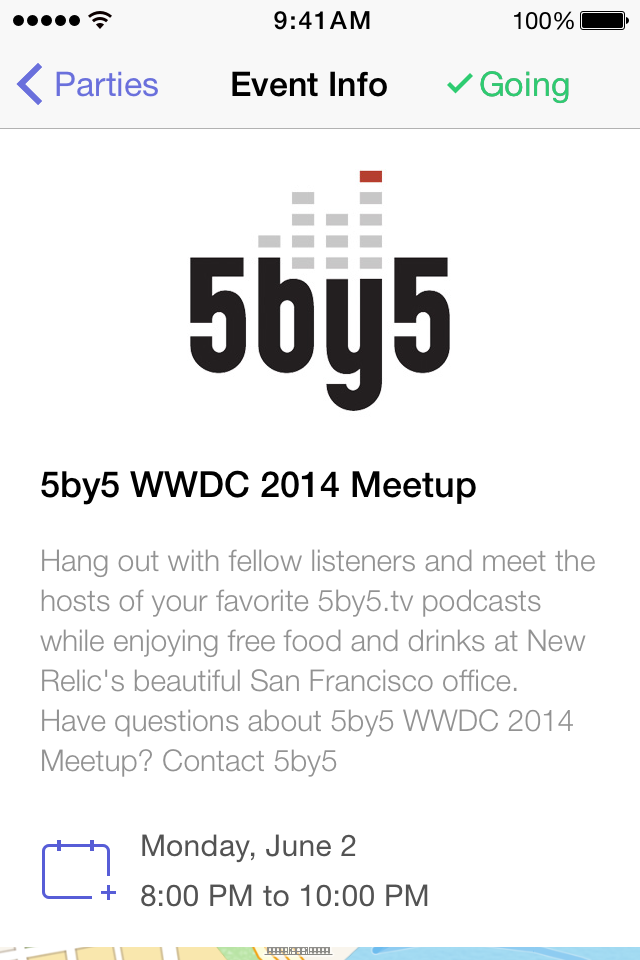 9:41AM 100%
Parties Event Info Going
5by5
5by5 WWDC 2014 Meetup
Hang out with fellow listeners and meet the
hosts of your favorite 5by5.tv podcasts
while enjoying free food and drinks at New
Relic's beautiful San Francisco office.
Have questions about 5by5 WWDC 2014
Meetup? Contact 5by5
Monday, June 2
8:00 PM to 10:00 PM